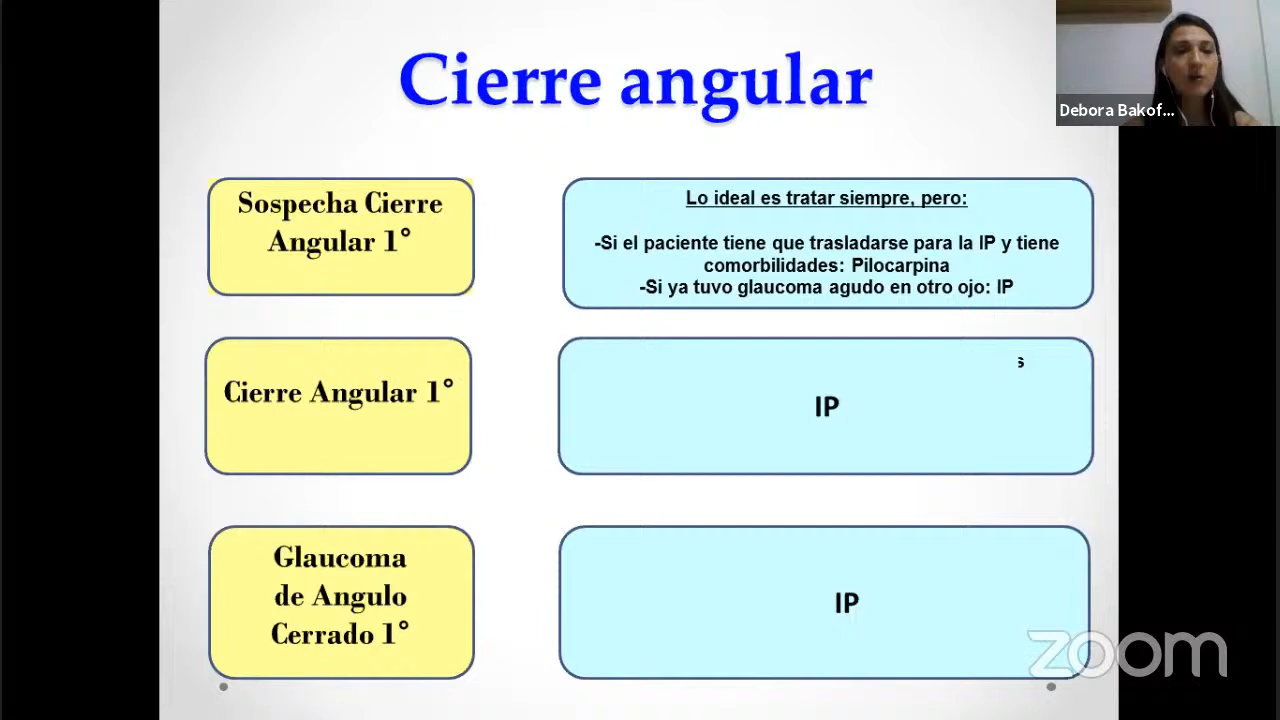 Cierre angular
Debora Bakof...
Sospecha Cierre
Angular 1°
Lo ideal es tratar siempre, pero:
-Si el paciente tiene que trasladarse para la IP y tiene
comorbilidades: Pilocarpina
-Si ya tuvo glaucoma agudo en otro ojo: IP
Cierre Angular 1°
s
IP
Glaucoma
de Angulo
Cerrado 1°
IP
zoom